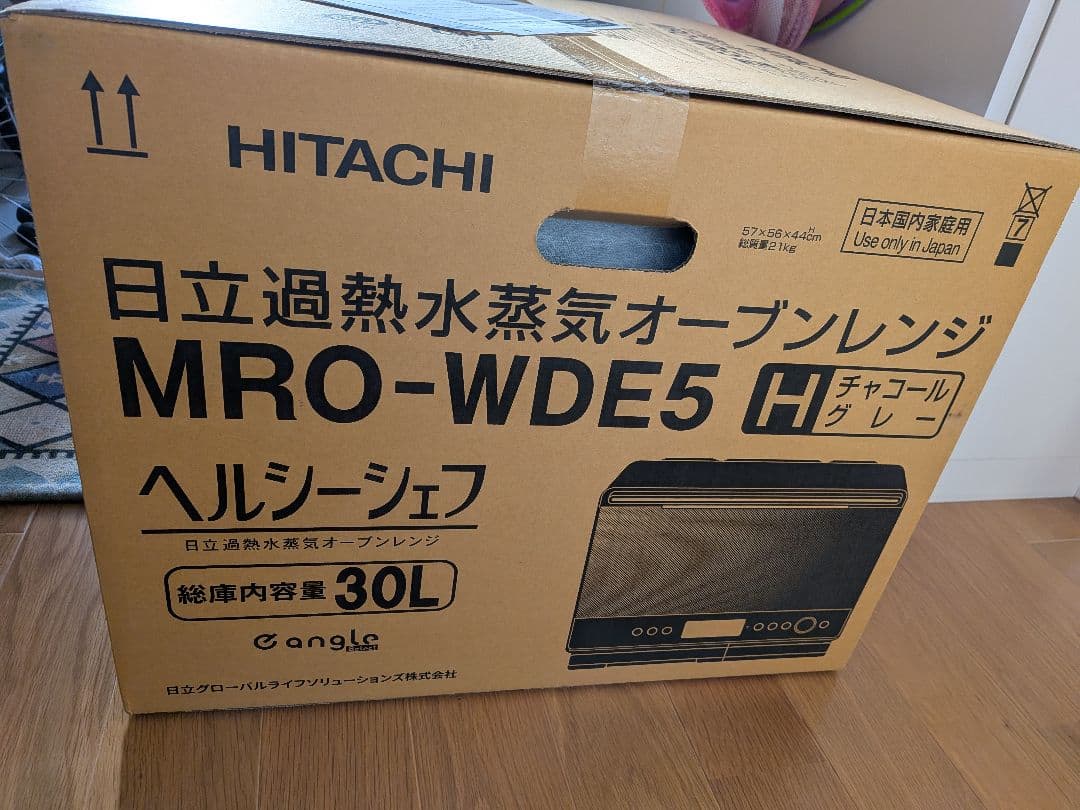 HITACHI
57×56×44cm
H
総質量21kg
日本国内家庭用
Use only in Japan
7
日立過熱水蒸気オーブンレンジ
MRO-WDE5
H チャコール
グレー
ヘルシーシェフ
日立過熱水蒸気オーブンレンジ
総庫内容量 30L
e angle
Select
日立グローバルライフソリューションズ株式会社